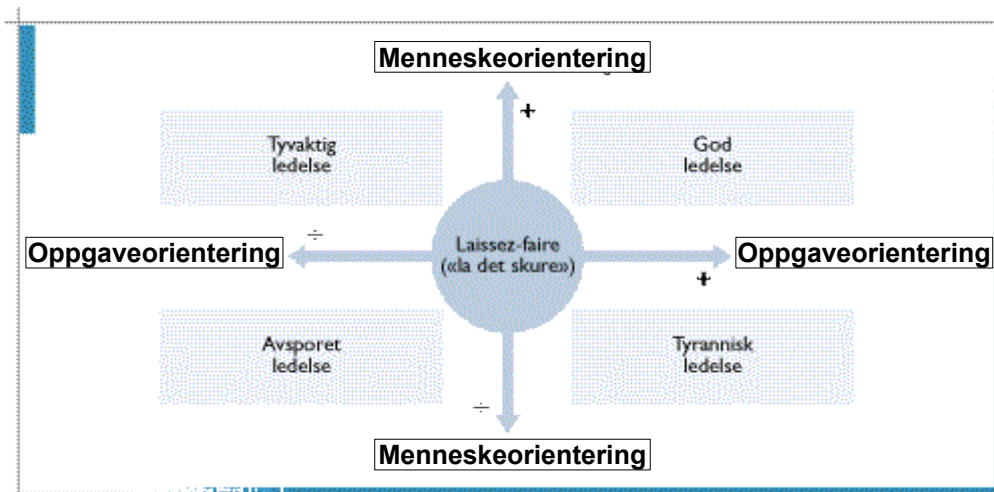 Menneskeorientering
+
Tyvaktig
ledelse
God
ledelse
÷
Oppgaveorientering
Laissez-faire
(«la det skure»)
Oppgaveorientering
+
Avsporet
ledelse
Tyrannisk
ledelse
÷
Menneskeorientering